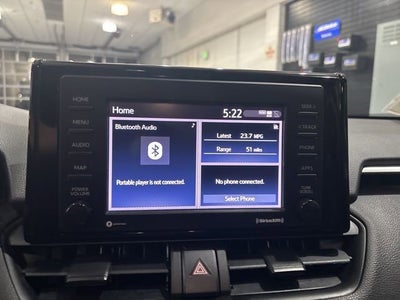 HOME
MENU
AUDIO
MAP
POWER
VOLUME
Home
5:22
Bluetooth Audio
Portable player is not connected.
Latest 23.7 MPG
Range 51 miles
No phone connected.
Select Phone
SEEK >
< TRACK
PHONE
APPS
TUNE
SCROLL
SiriusXM